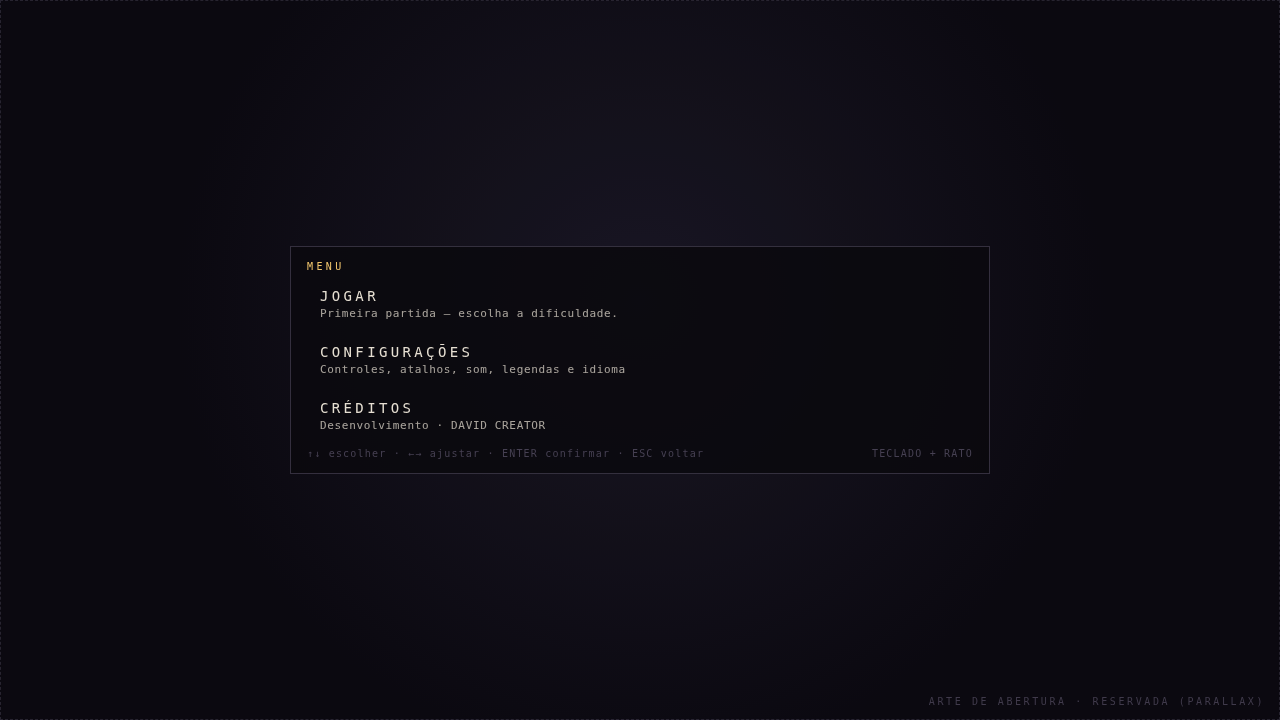 MENU
JOGAR
Primeira partida — escolha a dificuldade.
CONFIGURAÇÕES
Controles, atalhos, som, legendas e idioma
CRÉDITOS
Desenvolvimento · DAVID CREATOR
↑↓ escolher · ←→ ajustar · ENTER confirmar · ESC voltar
TECLADO + RATO
ARTE DE ABERTURA · RESERVADA (PARALLAX)